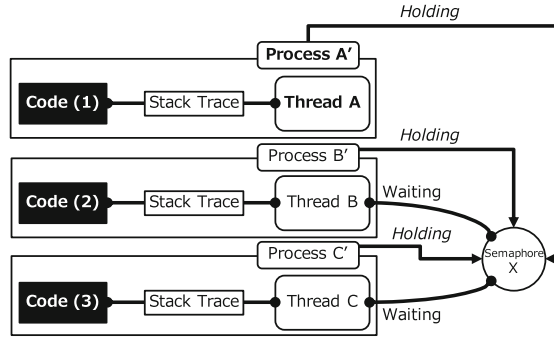 Holding
Process A’
Code (1)
Stack Trace
Thread A
Holding
Process B’
Code (2)
Stack Trace
Thread B
Waiting
Holding
Process C’
Semaphore
X
Code (3)
Stack Trace
Thread C
Waiting